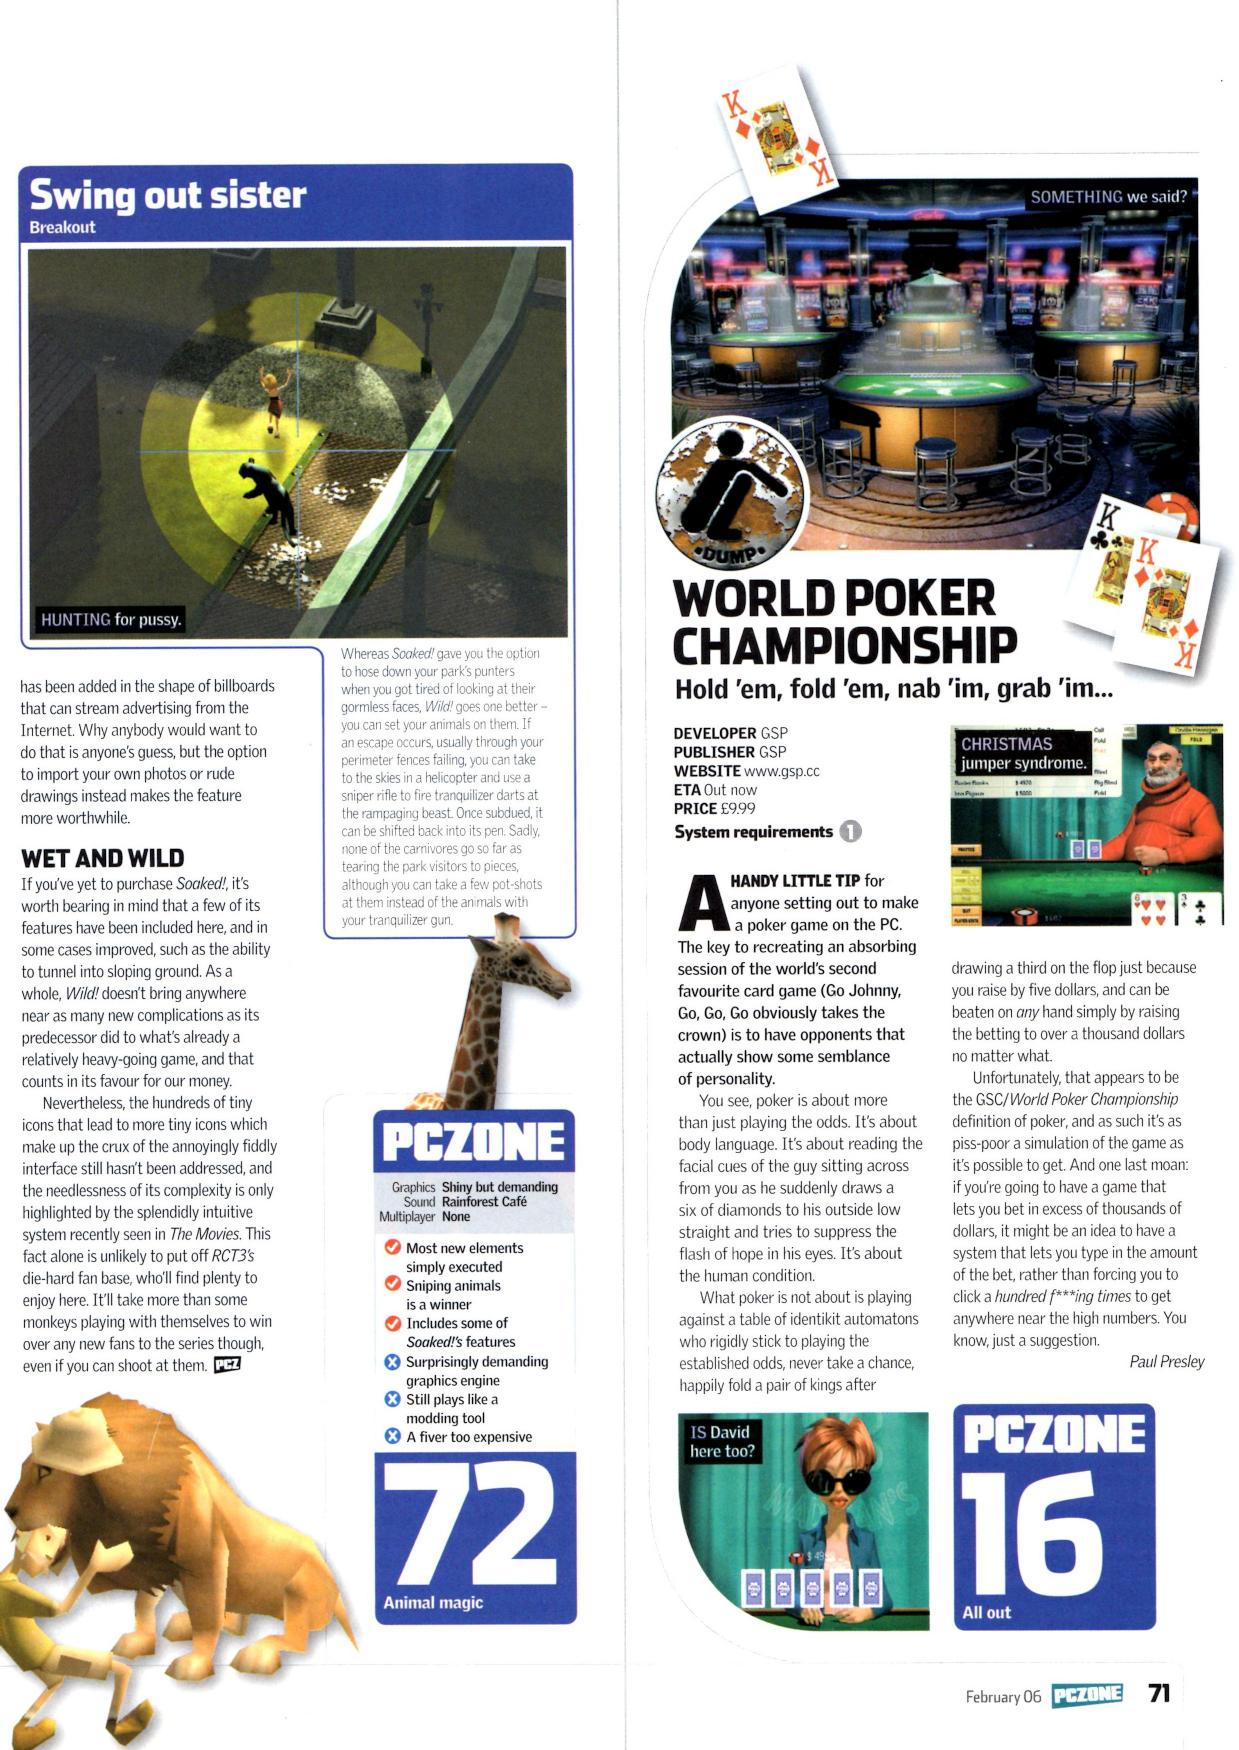 Swing out sister
Breakout
HUNTING for pussy.
has been added in the shape of billboards
that can stream advertising from the
Internet. Why anybody would want to
do that is anyone's guess, but the option
to import your own photos or rude
drawings instead makes the feature
more worthwhile.
WET AND WILD
If you've yet to purchase Soaked!, it's
worth bearing in mind that a few of its
features have been included here, and in
some cases improved, such as the ability
to tunnel into sloping ground. As a
whole, Wild! doesn't bring anywhere
near as many new complications as its
predecessor did to what's already a
relatively heavy-going game, and that
counts in its favour for our money.
Nevertheless, the hundreds of tiny
icons that lead to more tiny icons which
make up the crux of the annoyingly fiddly
interface still hasn't been addressed, and
the needlessness of its complexity is only
highlighted by the splendidly intuitive
system recently seen in The Movies. This
fact alone is unlikely to put off RCT3's
die-hard fan base, who'll find plenty to
enjoy here. It'll take more than some
monkeys playing with themselves to win
over any new fans to the series though,
even if you can shoot at them. PCZ
Whereas Soaked! gave you the option
to hose down your park's punters
when you got tired of looking at their
gormless faces, Wild! goes one better –
you can set your animals on them. If
an escape occurs, usually through your
perimeter fences failing, you can take
to the skies in a helicopter and use a
sniper rifle to fire tranquilizer darts at
the rampaging beast. Once subdued, it
can be shifted back into its pen. Sadly,
none of the carnivores go so far as
tearing the park visitors to pieces,
although you can take a few pot-shots
at them instead of the animals with
your tranquilizer gun.
PCZONE
Graphics Shiny but demanding
Sound Rainforest Café
Multiplayer None
Most new elements
simply executed
Sniping animals
is a winner
Includes some of
Soaked!'s features
Surprisingly demanding
graphics engine
Still plays like a
modding tool
A fiver too expensive
72
Animal magic
K
K
SOMETHING we said?
DUMP
K
K
K
WORLD POKER
CHAMPIONSHIP
Hold 'em, fold 'em, nab 'im, grab 'im...
DEVELOPER GSP
PUBLISHER GSP
WEBSITE www.gsp.cc
ETA Out now
PRICE £9.99
System requirements 1
A HANDY LITTLE TIP for
anyone setting out to make
a poker game on the PC.
The key to recreating an absorbing
session of the world's second
favourite card game (Go Johnny,
Go, Go, Go obviously takes the
crown) is to have opponents that
actually show some semblance
of personality.
You see, poker is about more
than just playing the odds. It's about
body language. It's about reading the
facial cues of the guy sitting across
from you as he suddenly draws a
six of diamonds to his outside low
straight and tries to suppress the
flash of hope in his eyes. It's about
the human condition.
What poker is not about is playing
against a table of identikit automatons
who rigidly stick to playing the
established odds, never take a chance,
happily fold a pair of kings after
CHRISTMAS
jumper syndrome.
drawing a third on the flop just because
you raise by five dollars, and can be
beaten on any hand simply by raising
the betting to over a thousand dollars
no matter what.
Unfortunately, that appears to be
the GSC/World Poker Championship
definition of poker, and as such it's as
piss-poor a simulation of the game as
it's possible to get. And one last moan:
if you're going to have a game that
lets you bet in excess of thousands of
dollars, it might be an idea to have a
system that lets you type in the amount
of the bet, rather than forcing you to
click a hundred f***ing times to get
anywhere near the high numbers. You
know, just a suggestion.
Paul Presley
IS David
here too?
PCZONE
16
All out
February 06 PCZONE 71